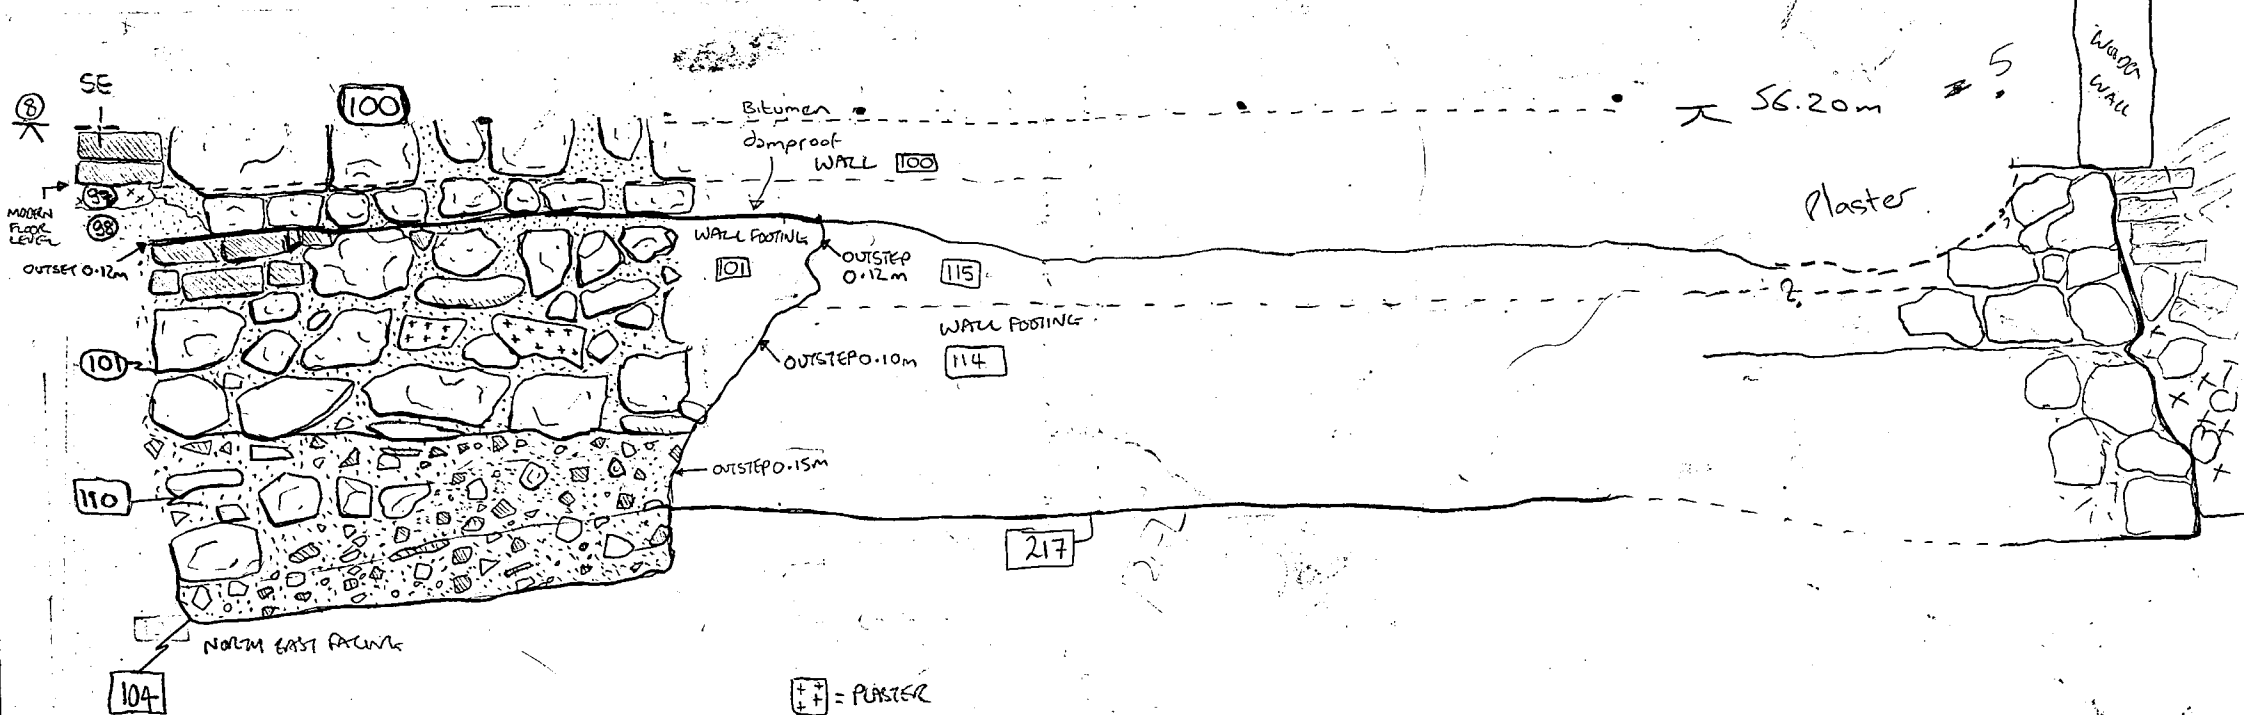 SE
8
100
Bitumen
damproof
WALL 100
56.20m
5
WOODEN
WALL
MODERN
FLOOR
LEVEL
98
OUTSET 0.12m
WALL FOOTING
101
OUTSTEP
0.12m
115
Plaster
?
WALL FOOTING
114
OUTSTEP 0.10m
101
OUTSTEP 0.15m
110
217
NORTH EAST FACING
104
++
++ = PLASTER